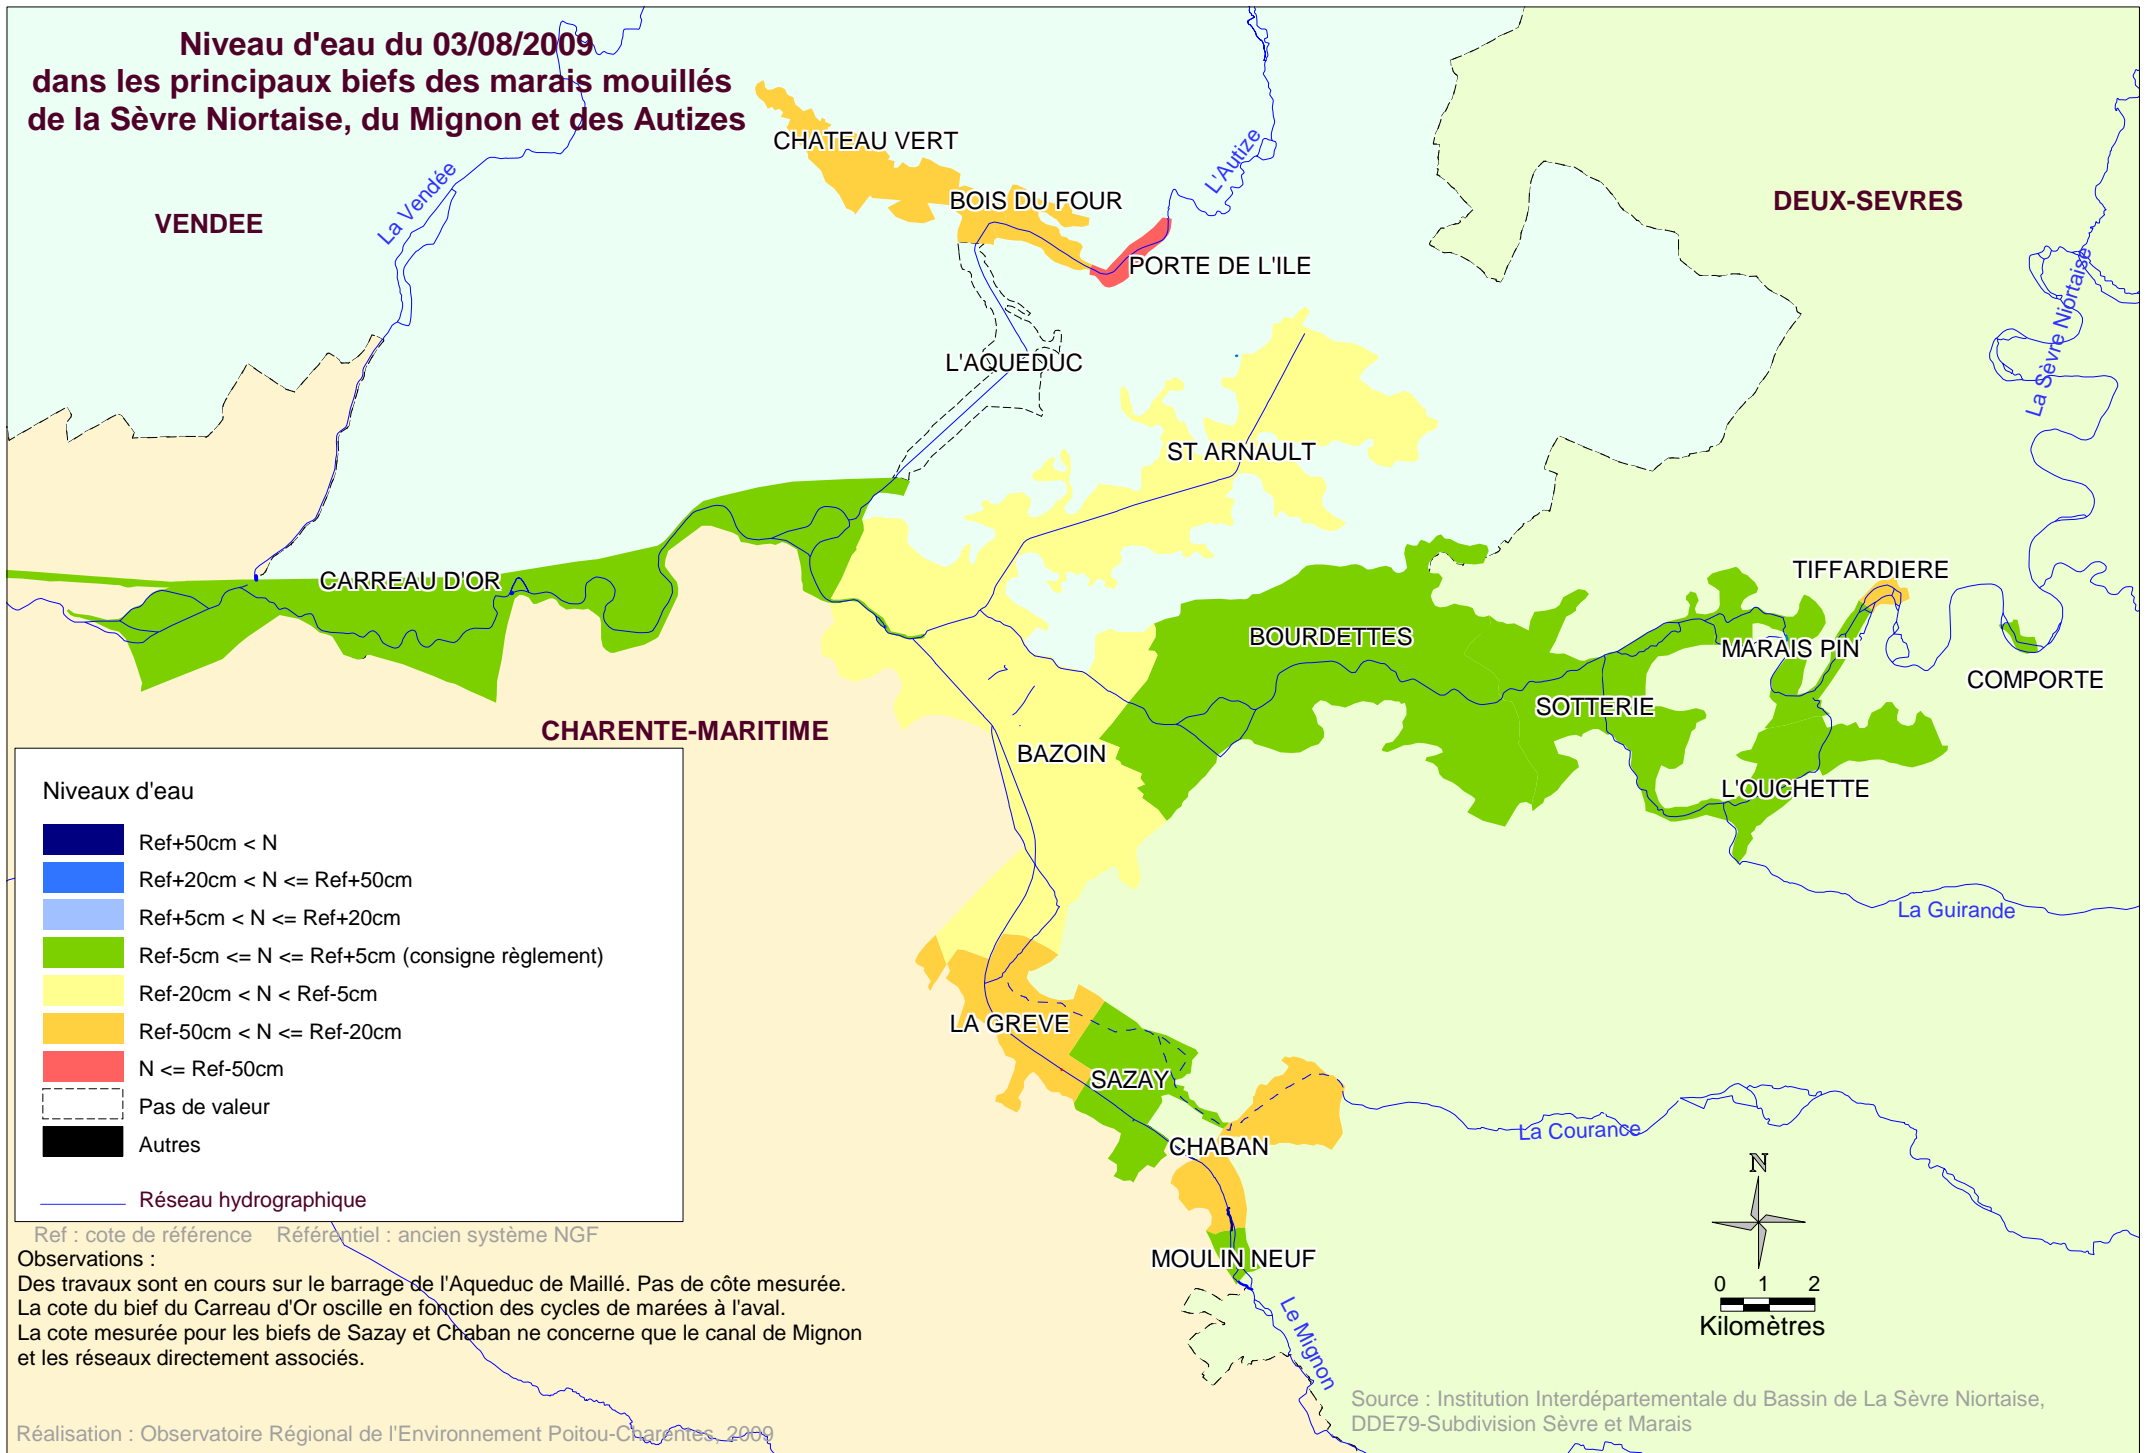 Niveau d'eau du 03/08/2009
dans les principaux biefs des marais mouillés
de la Sèvre Niortaise, du Mignon et des Autizes
CHATEAU VERT
La Vendée
L'Autize
BOIS DU FOUR
DEUX-SEVRES
VENDEE
PORTE DE L'ILE
La Sèvre Niortaise
L'AQUEDUC
ST ARNAULT
CARREAU D'OR
TIFFARDIERE
BOURDETTES
MARAIS PIN
COMPORTE
SOTTERIE
CHARENTE-MARITIME
BAZOIN
L'OUCHETTE
La Guirande
LA GREVE
SAZAY
CHABAN
La Courance
MOULIN NEUF
Le Mignon
Niveaux d'eau
Ref+50cm < N
Ref+20cm < N <= Ref+50cm
Ref+5cm < N <= Ref+20cm
Ref-5cm <= N <= Ref+5cm (consigne règlement)
Ref-20cm < N < Ref-5cm
Ref-50cm < N <= Ref-20cm
N <= Ref-50cm
Pas de valeur
Autres
Réseau hydrographique
Ref : cote de référence Référentiel : ancien système NGF
Observations :
Des travaux sont en cours sur le barrage de l'Aqueduc de Maillé. Pas de côte mesurée.
La cote du bief du Carreau d'Or oscille en fonction des cycles de marées à l'aval.
La cote mesurée pour les biefs de Sazay et Chaban ne concerne que le canal de Mignon
et les réseaux directement associés.
N
0 1 2
Kilomètres
Source : Institution Interdépartementale du Bassin de La Sèvre Niortaise,
DDE79-Subdivision Sèvre et Marais
Réalisation : Observatoire Régional de l'Environnement Poitou-Charentes, 2009